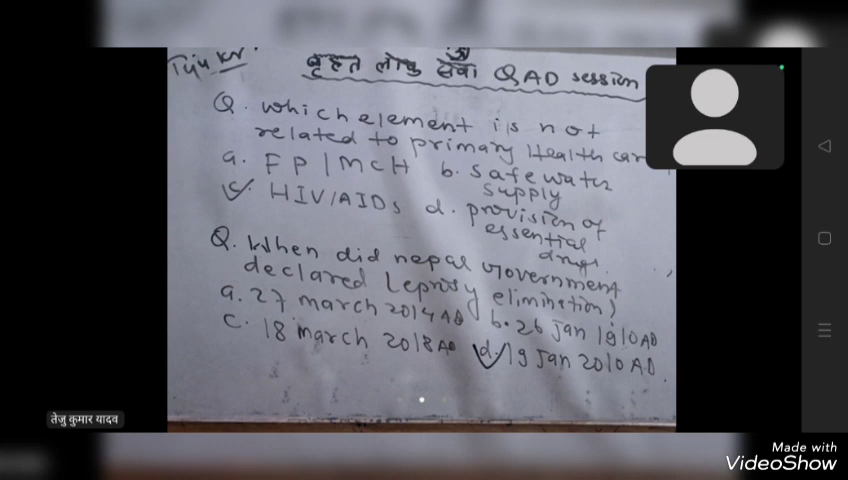 बृहत लोक सेवा QAD session
Q. which element is not
related to primary Health car
a. FP/MCH b. safe water
supply
c. HIV/AIDs d. provision of
essential
drugs.
Q. When did nepal Government
declared Leprosy elimination)
a. 27 march 2014 AD b. 26 Jan 1910 AD
c. 18 march 2018 AD d. 19 Jan 2010 AD.
तेजु कुमार यादव
Made with
VideoShow